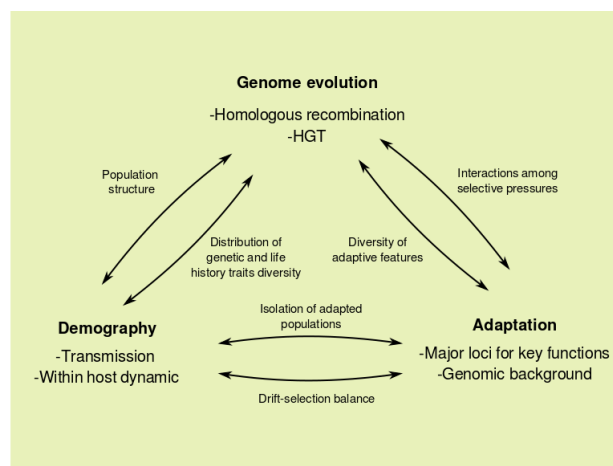 Genome evolution
-Homologous recombination
-HGT
Population
structure
Interactions among
selective pressures
Distribution of
genetic and life
history traits diversity
Diversity of
adaptive features
Demography
-Transmission
-Within host dynamic
Isolation of adapted
populations
Adaptation
-Major loci for key functions
-Genomic background
Drift-selection balance